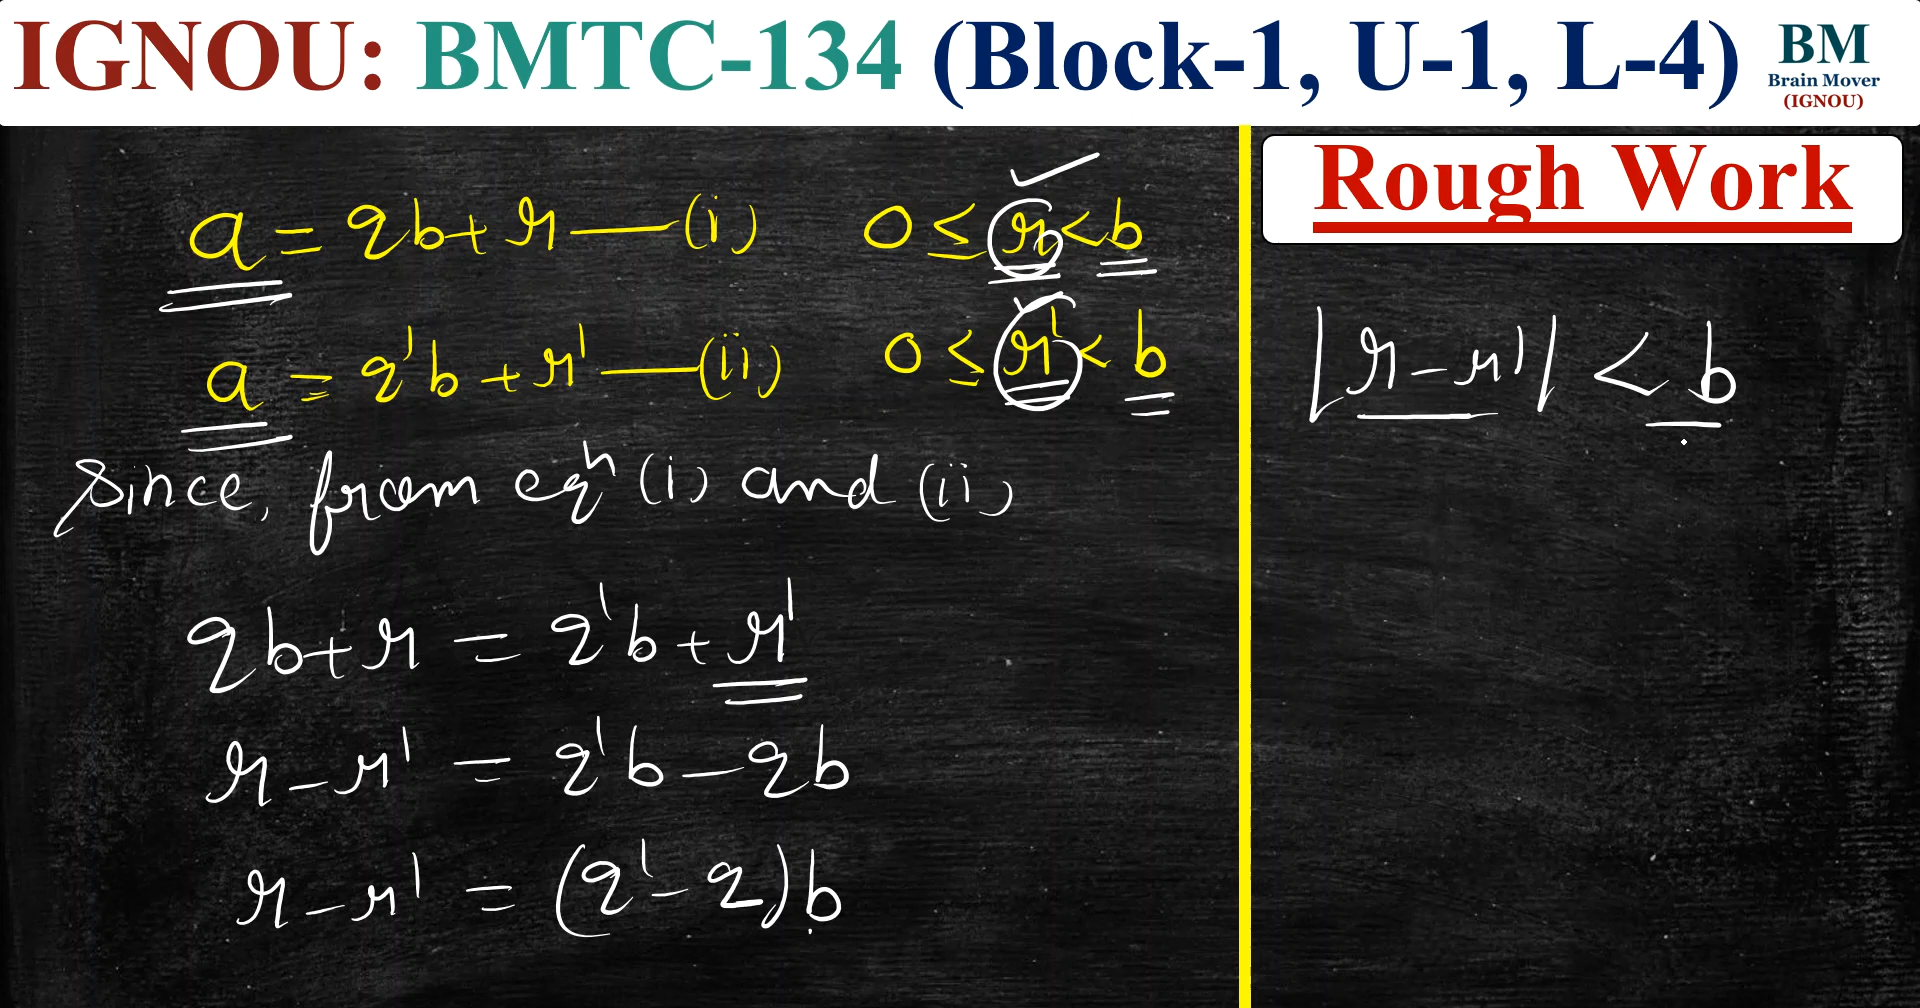 IGNOU: BMTC-134 (Block-1, U-1, L-4)
BM
Brain Mover
(IGNOU)
a = qb + r — (i) 0 ≤ r < b
a = q'b + r' — (ii) 0 ≤ r' < b
Since, from eqn (i) and (ii)
qb + r = q'b + r'
r - r' = q'b - qb
r - r' = (q' - q)b
Rough Work
|r - r'| < b